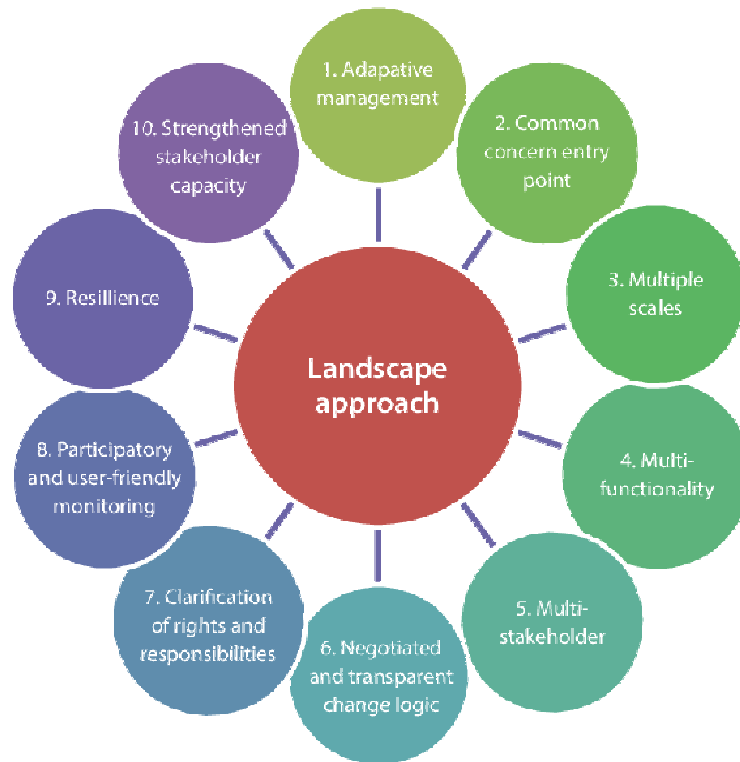 Landscape
approach
1. Adapative
management
2. Common
concern entry
point
3. Multiple
scales
4. Multi-
functionality
5. Multi-
stakeholder
6. Negotiated
and transparent
change logic
7. Clarification
of rights and
responsibilities
8. Participatory
and user-friendly
monitoring
9. Resillience
10. Strengthened
stakeholder
capacity